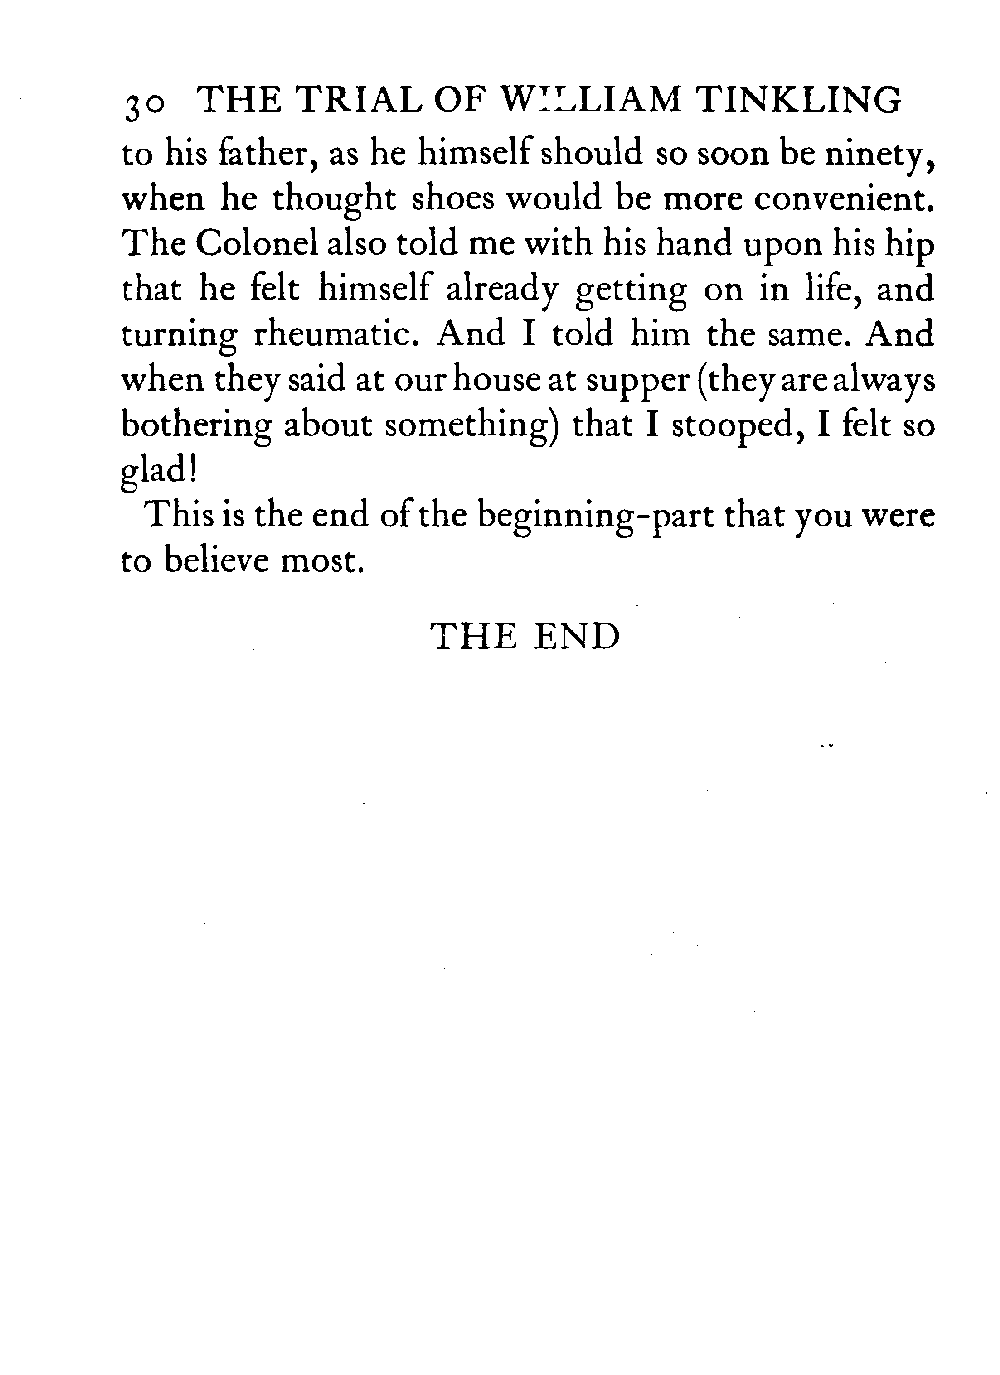 30 THE TRIAL OF WILLIAM TINKLING
to his father, as he himself should so soon be ninety,
when he thought shoes would be more convenient.
The Colonel also told me with his hand upon his hip
that he felt himself already getting on in life, and
turning rheumatic. And I told him the same. And
when they said at our house at supper (they are always
bothering about something) that I stooped, I felt so
glad!
This is the end of the beginning-part that you were
to believe most.
THE END